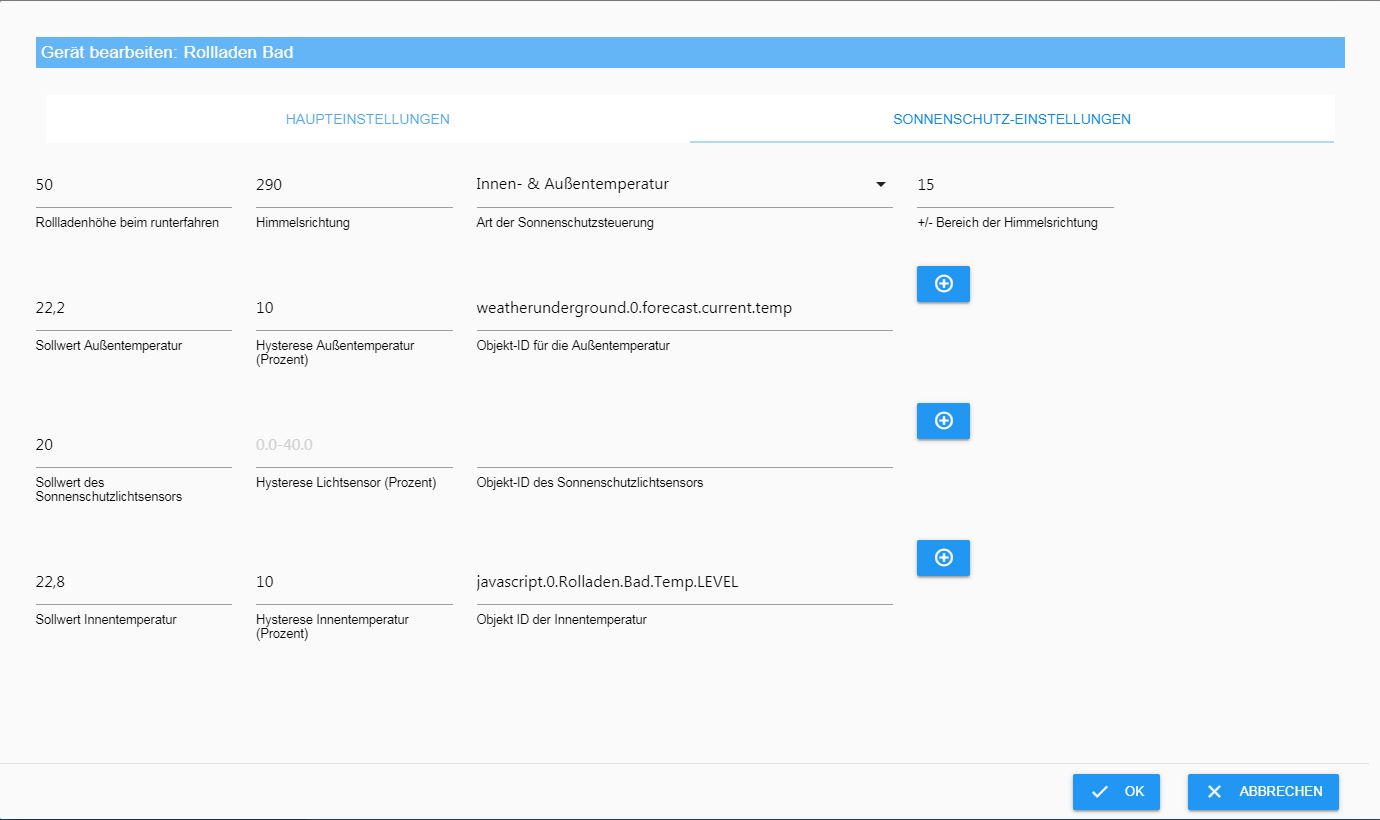 Gerät bearbeiten: Rollladen Bad
HAUPTEINSTELLUNGEN
SONNENSCHUTZ-EINSTELLUNGEN
50
290
Innen- & Außentemperatur
15
Rollladenhöhe beim runterfahren
Himmelsrichtung
Art der Sonnenschutzsteuerung
+/- Bereich der Himmelsrichtung
22,2
10
weatherunderground.0.forecast.current.temp
Sollwert Außentemperatur
Hysterese Außentemperatur
(Prozent)
Objekt-ID für die Außentemperatur
20
0.0-40.0
Sollwert des
Sonnenschutzlichtsensors
Hysterese Lichtsensor (Prozent)
Objekt-ID des Sonnenschutzlichtsensors
22,8
10
javascript.0.Rolladen.Bad.Temp.LEVEL
Sollwert Innentemperatur
Hysterese Innentemperatur
(Prozent)
Objekt ID der Innentemperatur
OK
ABBRECHEN